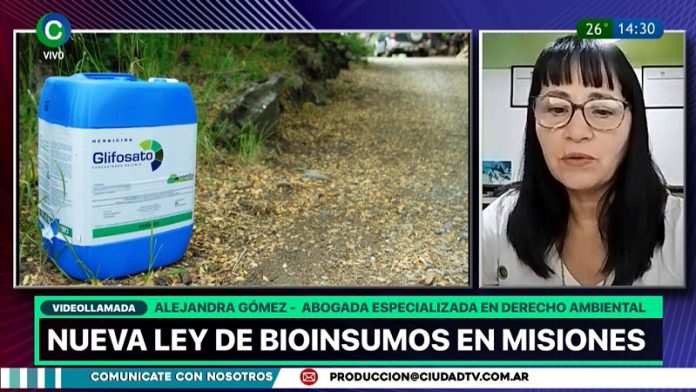 C
VIVO
26°
14:30
HERBICIDA
Glifosato
VIDEOLLAMADA
ALEJANDRA GÓMEZ - ABOGADA ESPECIALIZADA EN DERECHO AMBIENTAL
NUEVA LEY DE BIOINSUMOS EN MISIONES
COMUNICATE CON NOSOTROS
PRODUCCION@CIUDADTV.COM.AR